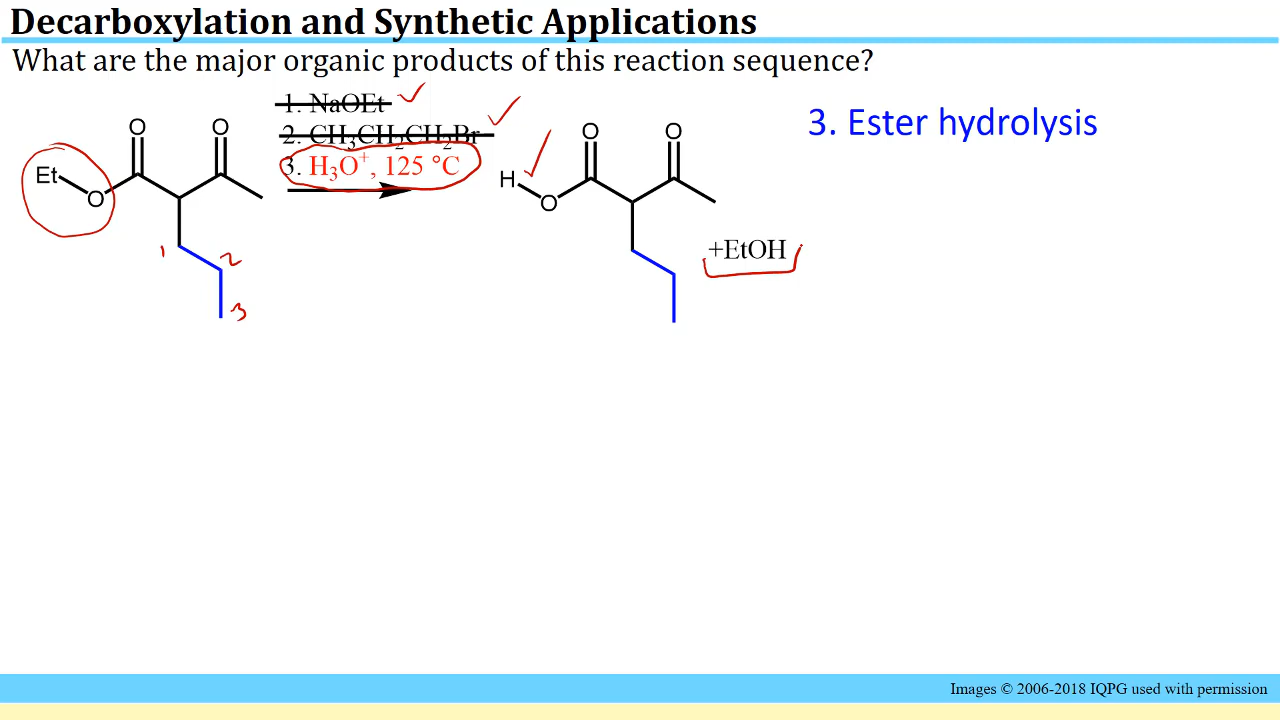 Decarboxylation and Synthetic Applications
What are the major organic products of this reaction sequence?
1. NaOEt
2. CH3CH2CH2Br
3. H3O+, 125 °C
3. Ester hydrolysis
O O
Et
O
1
2
3
O O
H
O
+EtOH
Images © 2006-2018 IQPG used with permission